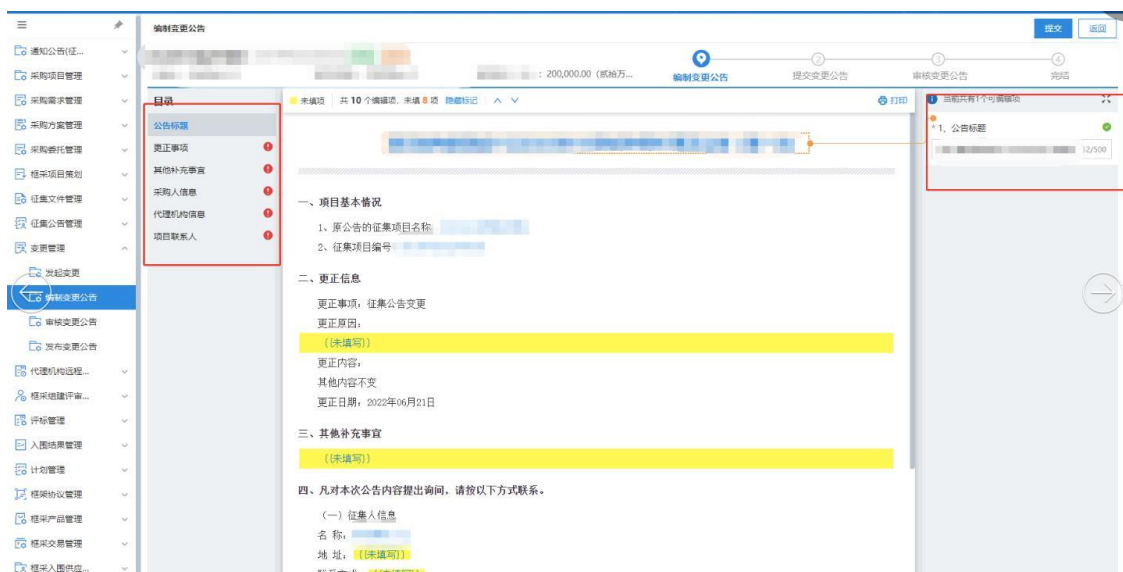 编制变更公告
提交
返回
通知公告(征...
采购项目管理
采购需求管理
采购方案管理
采购委托管理
框采项目策划
征集文件管理
征集公告管理
变更管理
发起变更
编制变更公告
审核变更公告
发布变更公告
代理机构远程...
框采组建评审...
评标管理
入围结果管理
计划管理
框架协议管理
框采产品管理
框采交易管理
框采入围供应...
: 200,000.00 (贰拾万...
编制变更公告
②
提交变更公告
③
审核变更公告
④
完结
目录
公告标题
更正事项
其他补充事宜
采购人信息
代理机构信息
项目联系人
未填项 共 10 个编辑项, 未填 8 项 隐藏标记
打印
一、项目基本情况
1、原公告的征集项目名称
2、征集项目编号
二、更正信息
更正事项：征集公告变更
更正原因：
{{未填写}}
更正内容：
其他内容不变
更正日期：2022年06月21日
三、其他补充事宜
{{未填写}}
四、凡对本次公告内容提出询问，请按以下方式联系。
（一）征集人信息
名 称：
地 址： {{未填写}}
当前共有1个可编辑项
* 1、公告标题
32/500